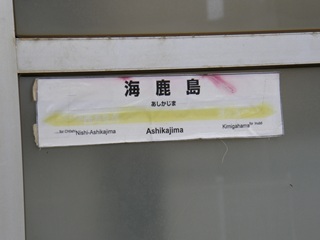 海鹿島
あしかじま
Nishi-Ashikajima
Ashikajima
Kimigahama